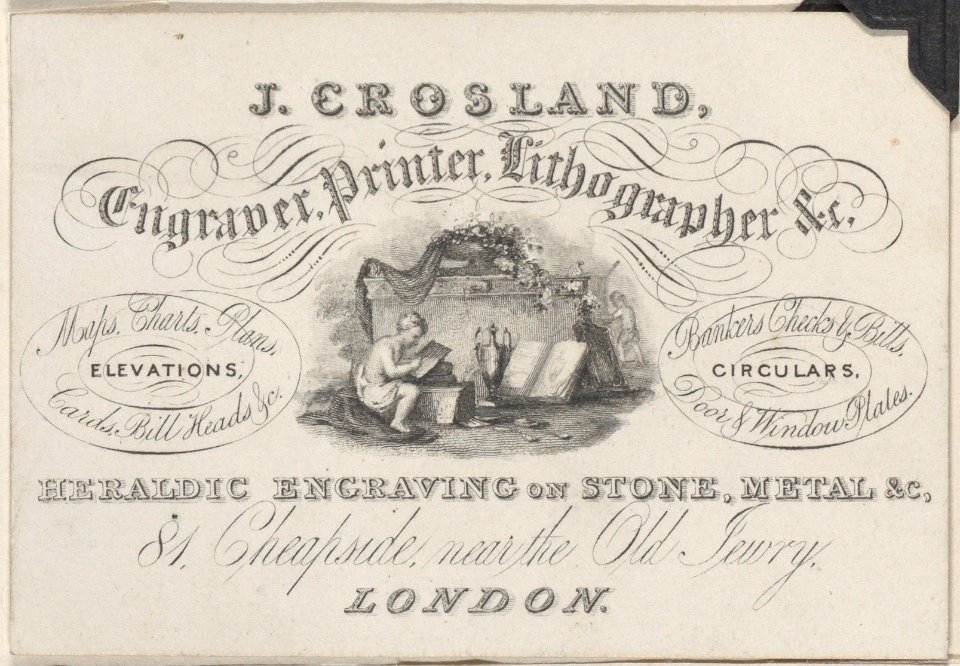 J. CROSLAND,
Engraver, Printer, Lithographer &c.
Maps, Charts, Plans,
ELEVATIONS,
Cards, Bill Heads &c.
Bankers Checks & Bills,
CIRCULARS,
Door & Window Plates.
HERALDIC ENGRAVING ON STONE, METAL &c,
81, Cheapside, near the Old Jewry,
LONDON.